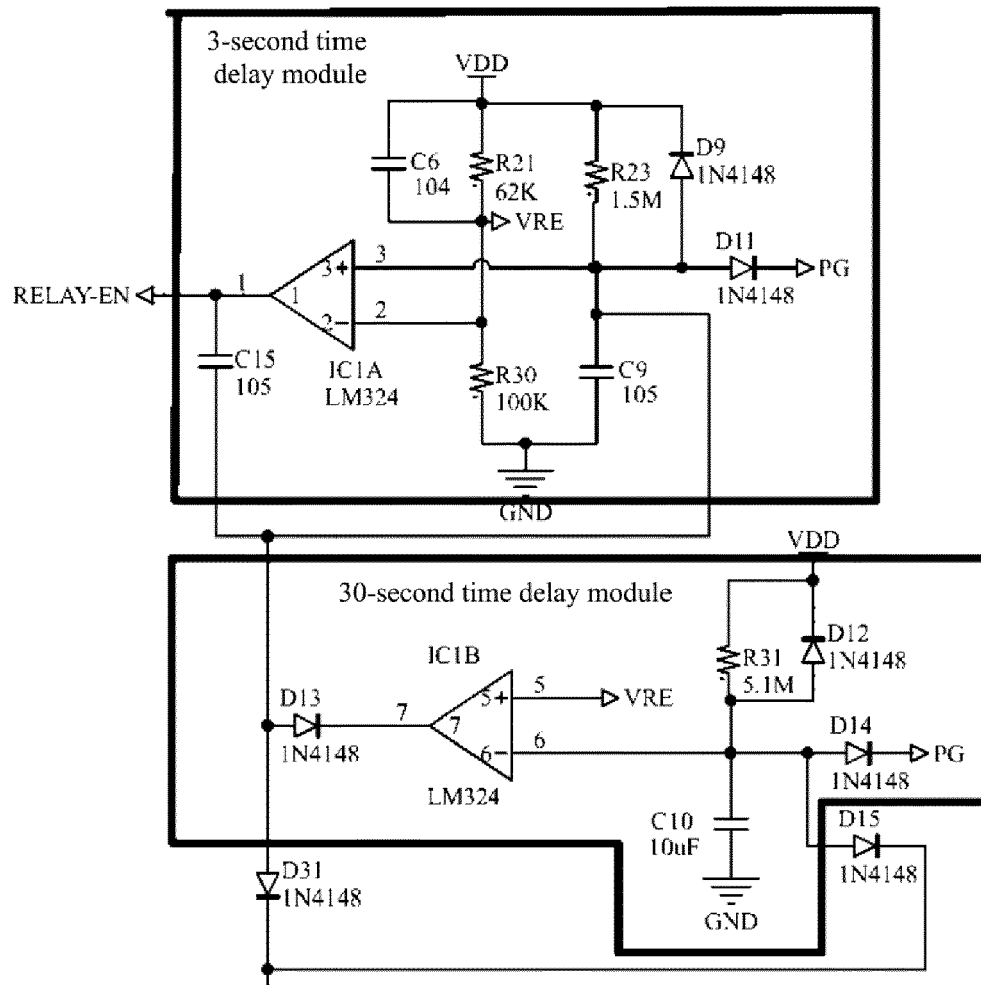 3-second time
delay module
VDD
C6
104
R21
62K
VRE
R23
1.5M
D9
1N4148
D11
1N4148
PG
3
3+
RELAY-EN
1
1
2
2−
IC1A
LM324
C15
105
R30
100K
C9
105
GND
VDD
30-second time delay module
IC1B
R31
5.1M
D12
1N4148
D13
1N4148
7
7
5+
5
VRE
6−
6
LM324
D14
1N4148
PG
C10
10uF
D15
1N4148
GND
D31
1N4148